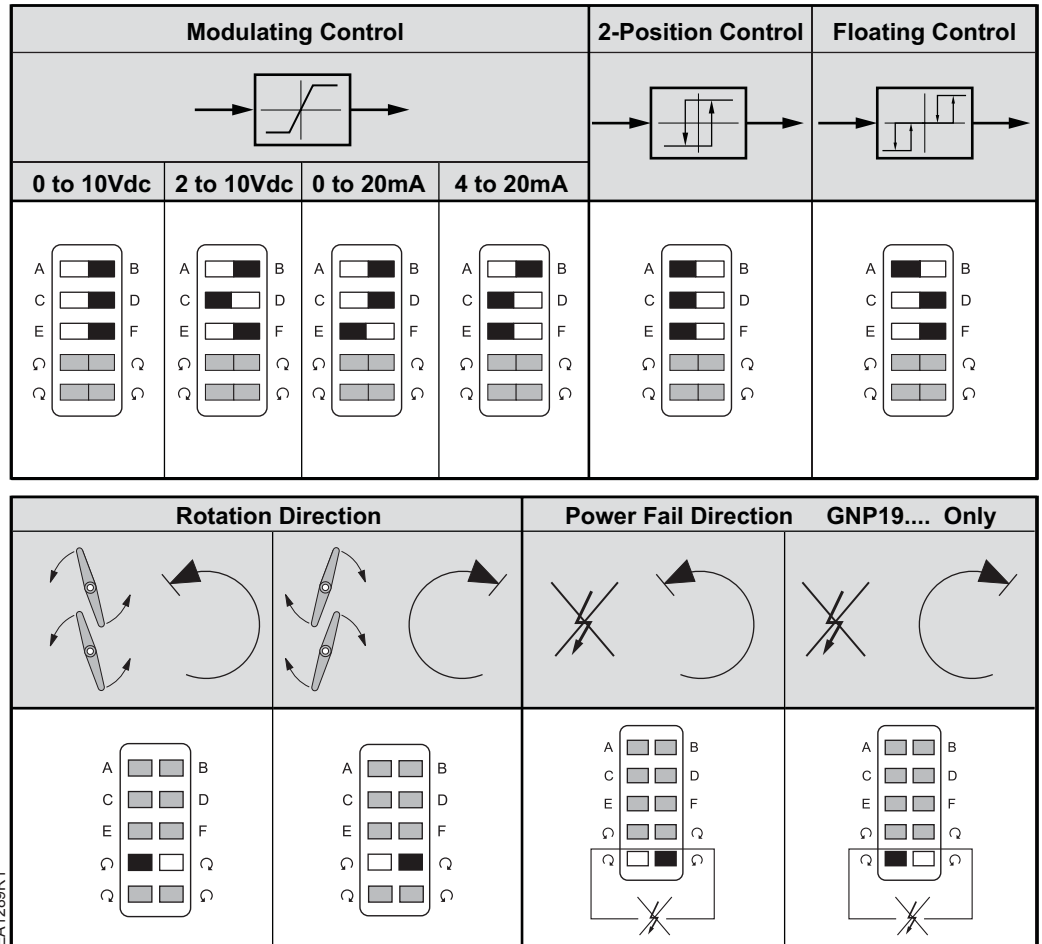 Modulating Control 2-Position Control Floating Control
0 to 10Vdc 2 to 10Vdc 0 to 20mA 4 to 20mA
A B A B A B A B A B A B
C D C D C D C D C D C D
E F E F E F E F E F E F
Rotation Direction Power Fail Direction GNP19.... Only
A B A B A B A B
C D C D C D C D
E F E F E F E F